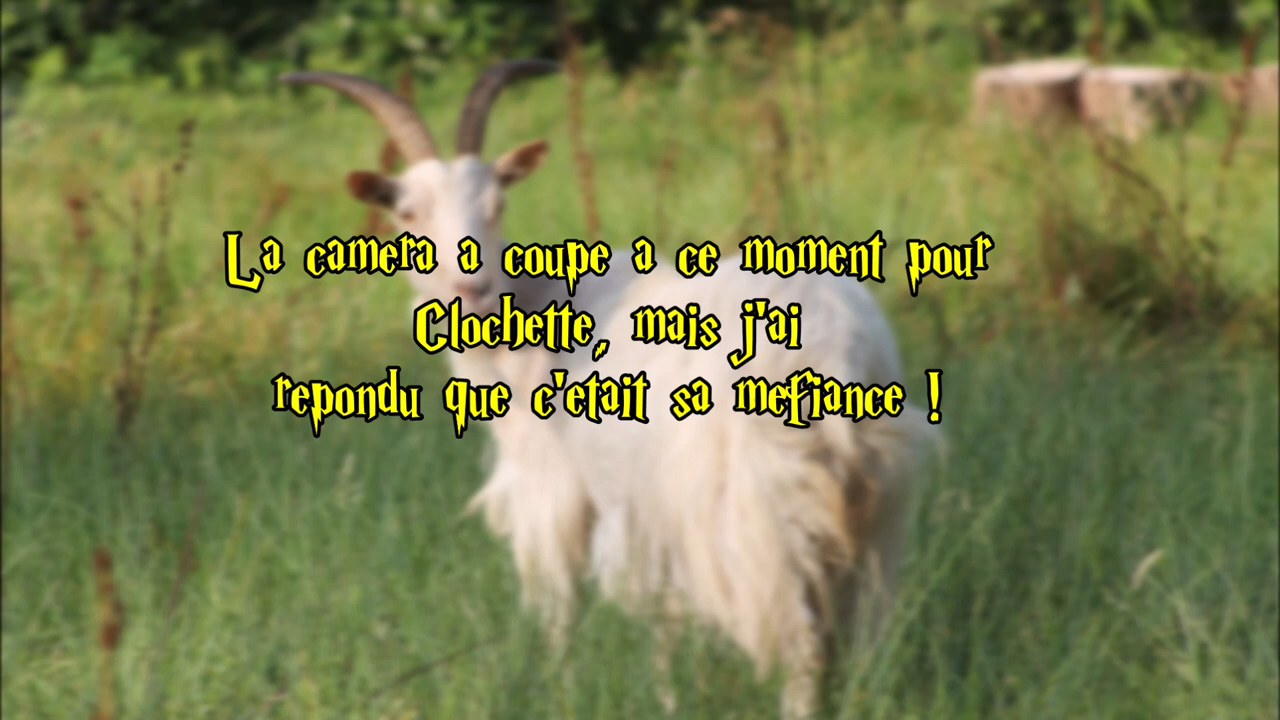 La camera a coupe a ce moment pour
Clochette, mais j'ai
repondu que c'etait sa mefiance !